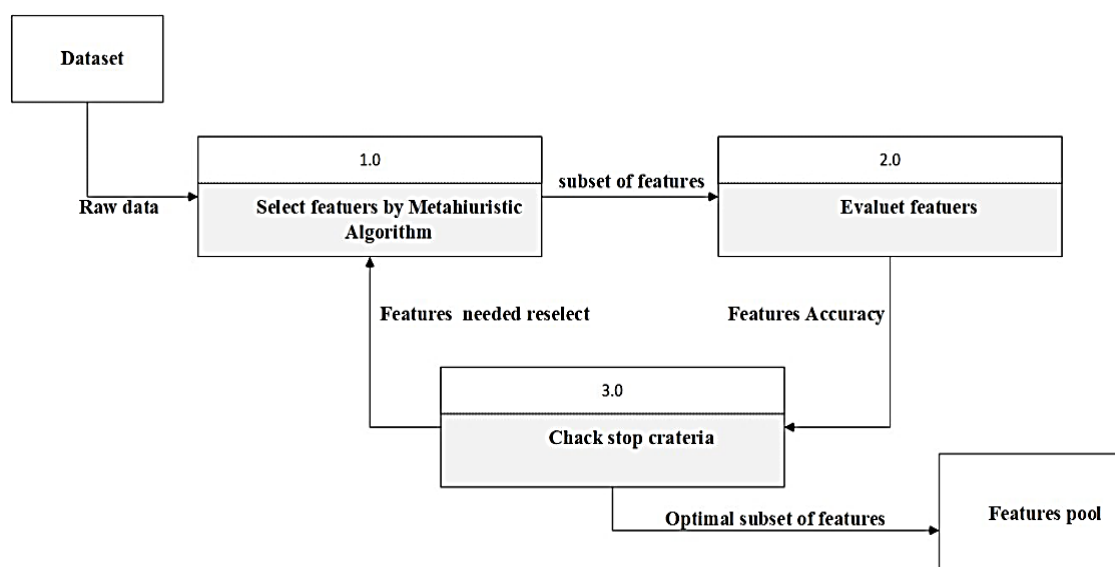 Dataset
1.0
2.0
subset of features
Raw data
Select featuers by Metahiuristic
Algorithm
Evaluet featuers
Features needed reselect
Features Accuracy
3.0
Chack stop crateria
Optimal subset of features
Features pool